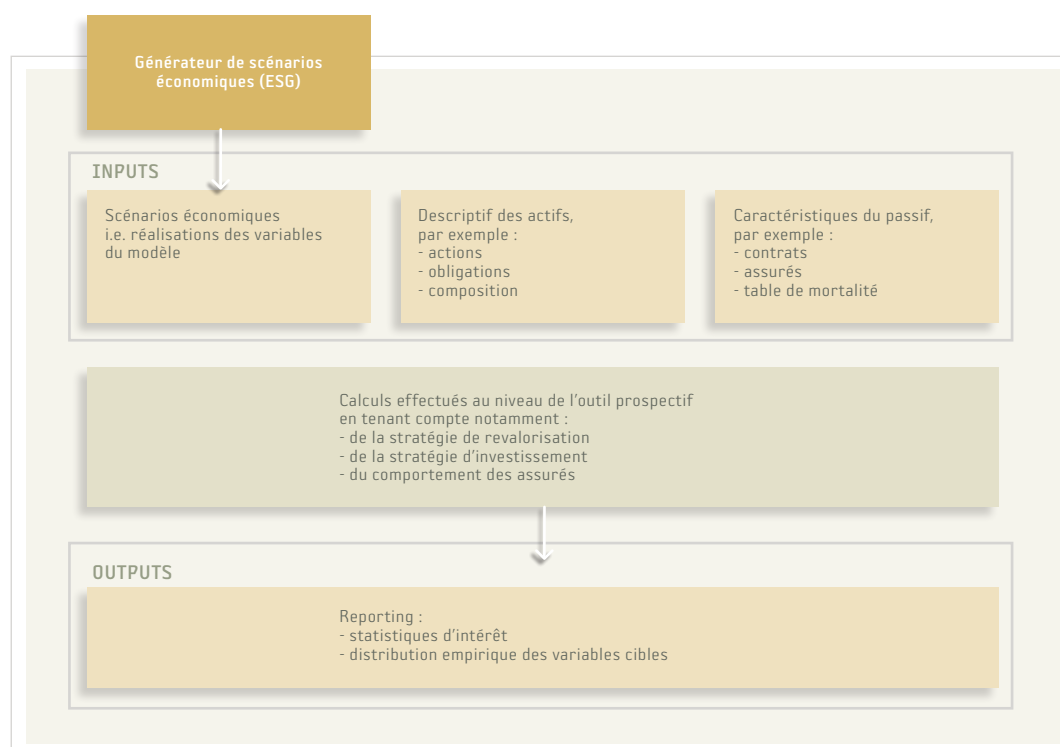 Générateur de scénarios
économiques (ESG)
INPUTS
Scénarios économiques
i.e. réalisations des variables
du modèle
Descriptif des actifs,
par exemple :
- actions
- obligations
- composition
Caractéristiques du passif,
par exemple :
- contrats
- assurés
- table de mortalité
Calculs effectués au niveau de l'outil prospectif
en tenant compte notamment :
- de la stratégie de revalorisation
- de la stratégie d'investissement
- du comportement des assurés
OUTPUTS
Reporting :
- statistiques d'intérêt
- distribution empirique des variables cibles